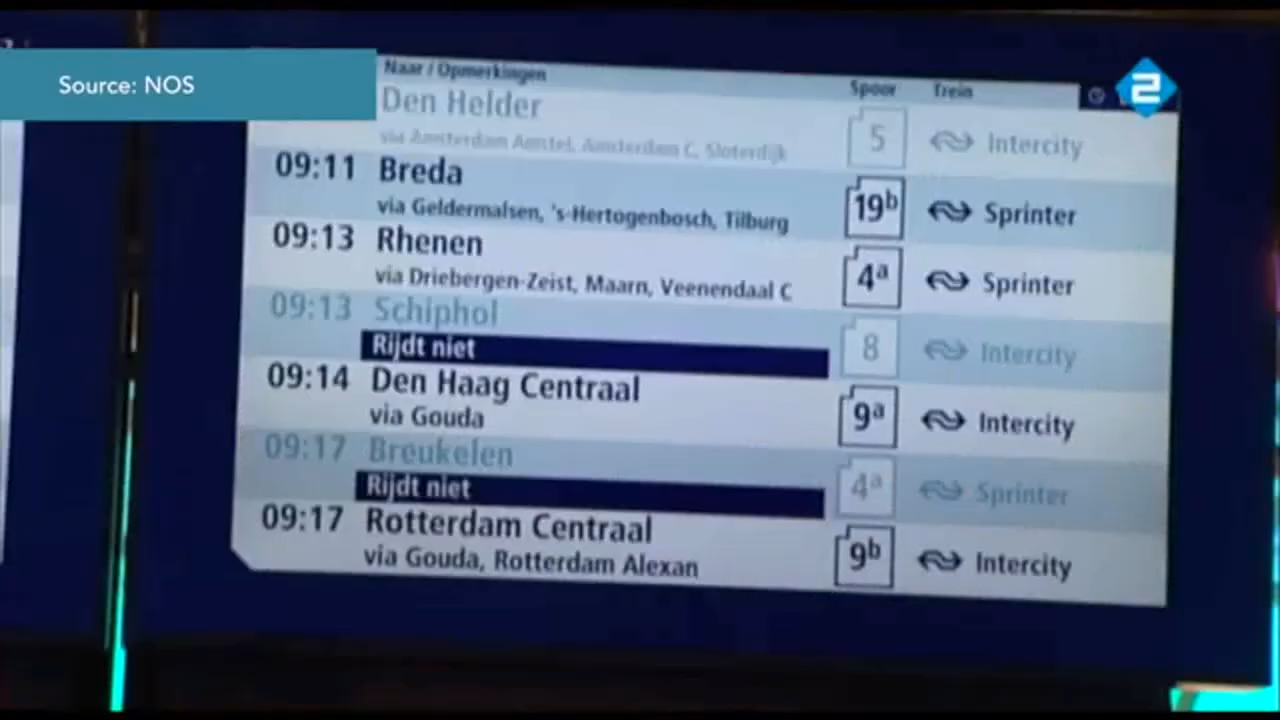 Source: NOS
2
Naar / Opmerkingen Spoor Trein
Den Helder 5 Intercity
via Amsterdam Amstel, Amsterdam C, Sloterdijk
09:11 Breda 19b Sprinter
via Geldermalsen, 's-Hertogenbosch, Tilburg
09:13 Rhenen 4a Sprinter
via Driebergen-Zeist, Maarn, Veenendaal C
09:13 Schiphol 8 Intercity
Rijdt niet
09:14 Den Haag Centraal 9a Intercity
via Gouda
09:17 Breukelen 4a Sprinter
Rijdt niet
09:17 Rotterdam Centraal 9b Intercity
via Gouda, Rotterdam Alexan